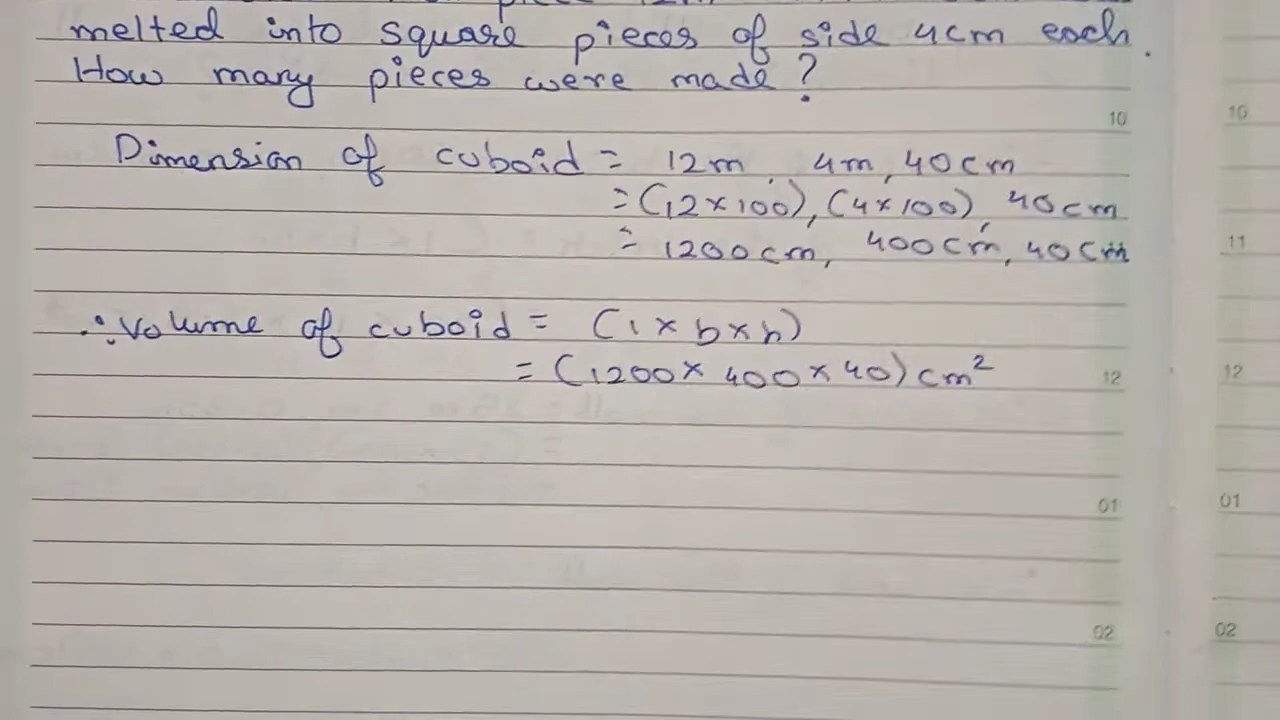 piece 12m
melted into square pieces of side 4cm each.
How many pieces were made?
10 10
Dimension of cuboid = 12m, 4m, 40cm
= (12×100), (4×100), 40cm
= 1200cm, 400cm, 40cm
11
∴ Volume of cuboid = (l × b × h)
= (1200 × 400 × 40) cm²
12 12
01 01
02 02